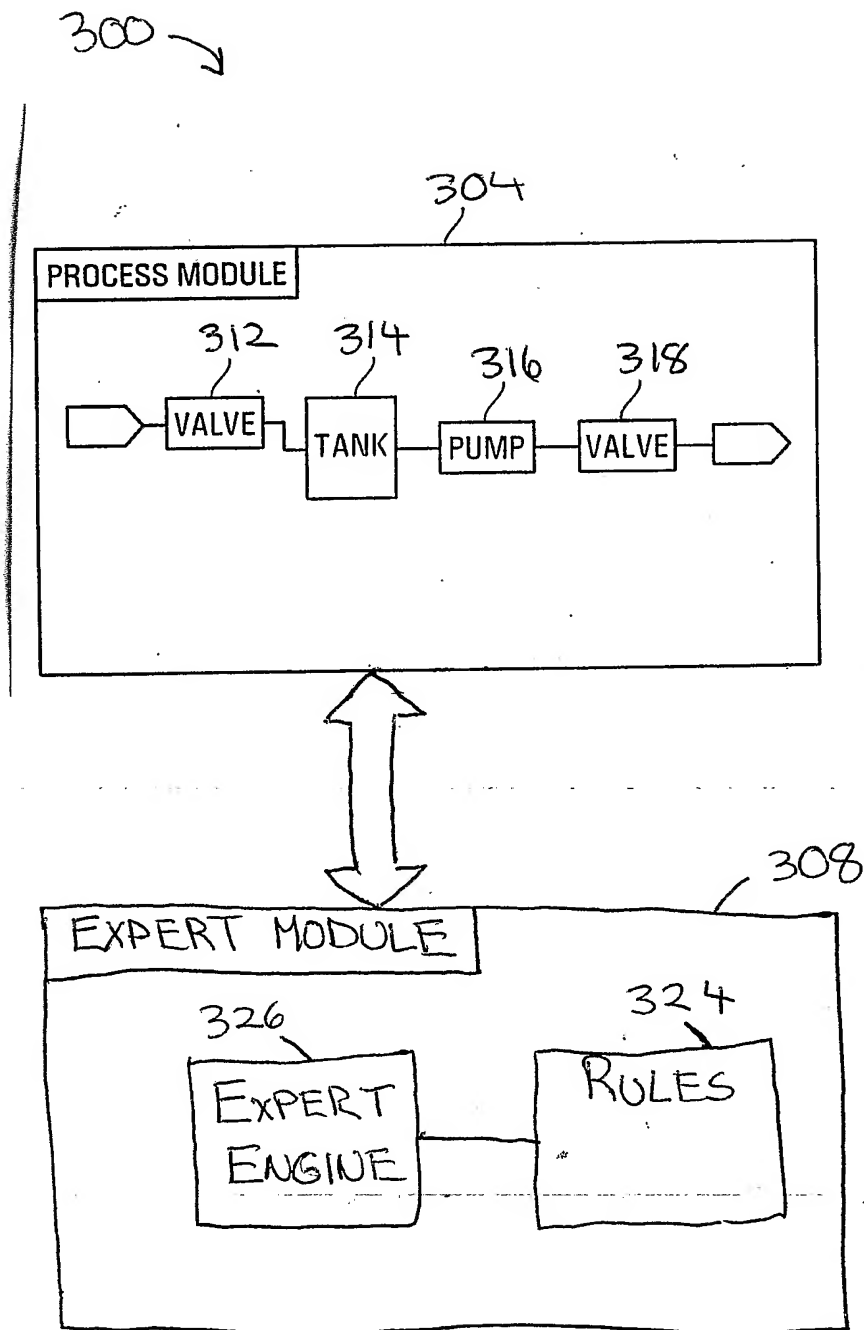 300
304
PROCESS MODULE
312 314 316 318
VALVE TANK PUMP VALVE
308
EXPERT MODULE
326 324
EXPERT RULES
ENGINE